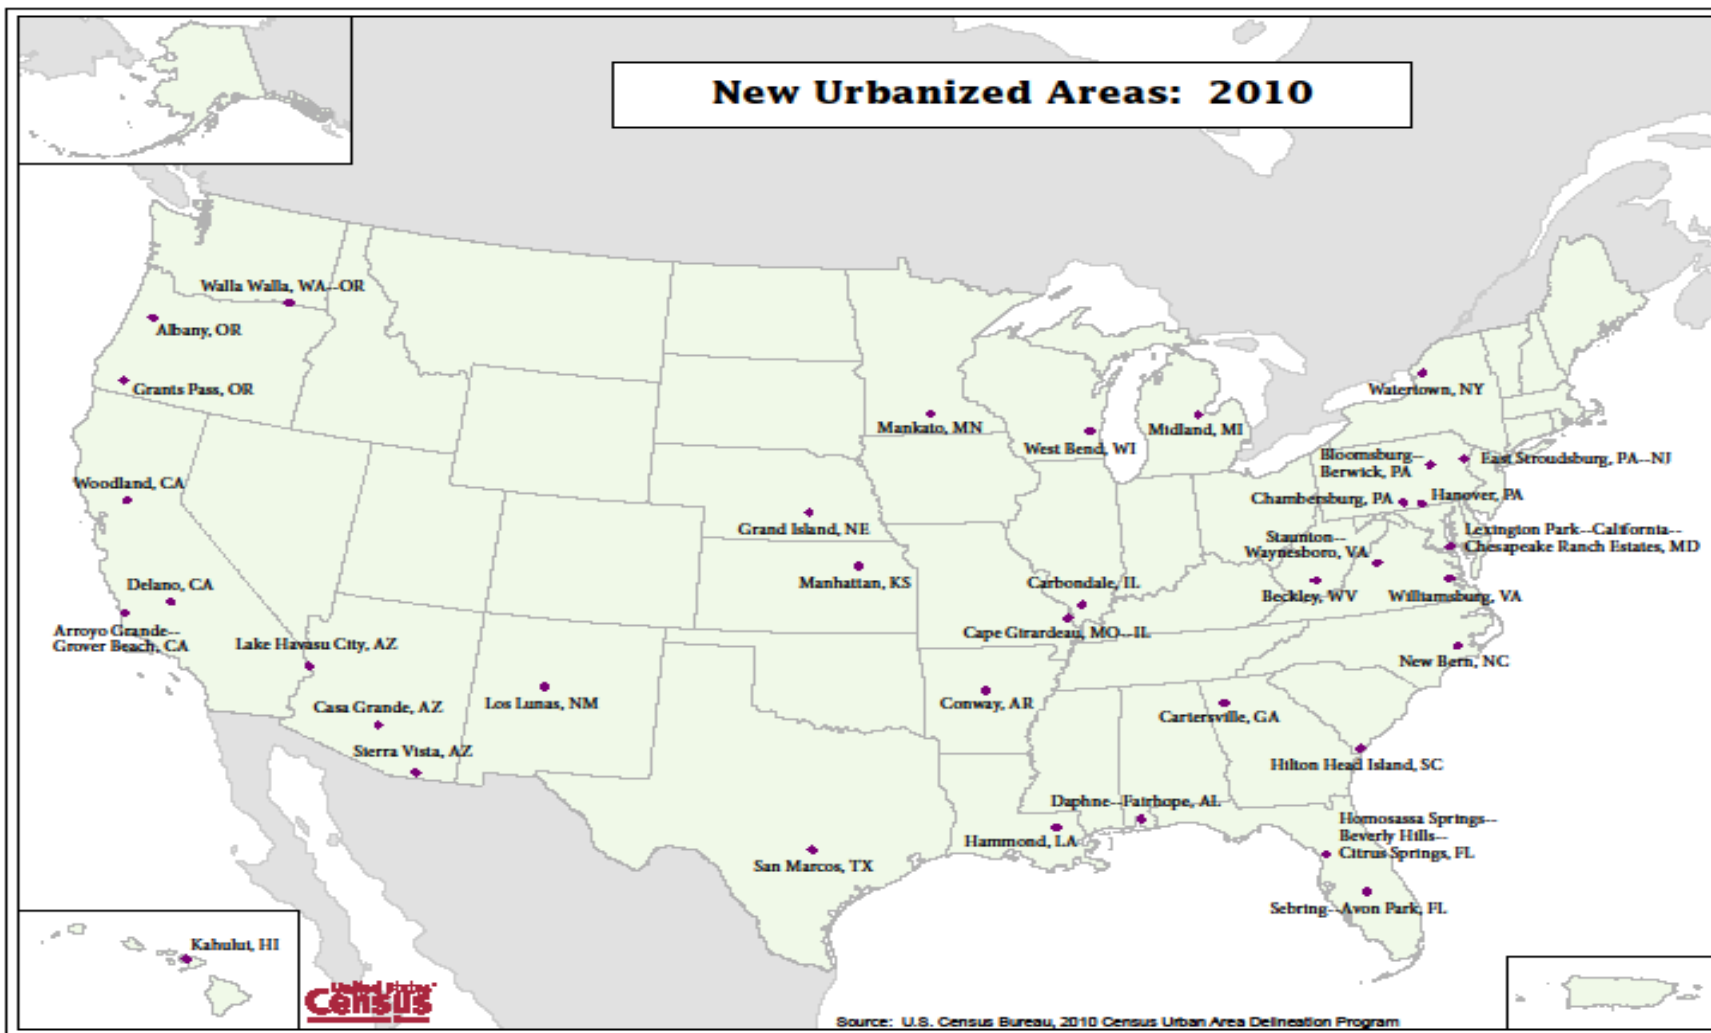 New Urbanized Areas: 2010
Walla Walla, WA--OR
Albany, OR
Grants Pass, OR
Watertown, NY
Mankato, MN
West Bend, WI
Midland, MI
Bloomsburg--
Berwick, PA
East Stroudsburg, PA--NJ
Woodland, CA
Chambersburg, PA
Hanover, PA
Grand Island, NE
Staunton--
Waynesboro, VA
Lexington Park--California--
Chesapeake Ranch Estates, MD
Delano, CA
Manhattan, KS
Carbondale, IL
Beckley, WV
Williamsburg, VA
Arroyo Grande--
Grover Beach, CA
Lake Havasu City, AZ
Cape Girardeau, MO--IL
New Bern, NC
Casa Grande, AZ
Los Lunas, NM
Conway, AR
Cartersville, GA
Sierra Vista, AZ
Hilton Head Island, SC
Daphne--Fairhope, AL
Homosassa Springs--
Beverly Hills--
Citrus Springs, FL
Hammond, LA
San Marcos, TX
Sebring--Avon Park, FL
Kahului, HI
United States
Census
Source: U.S. Census Bureau, 2010 Census Urban Area Delineation Program